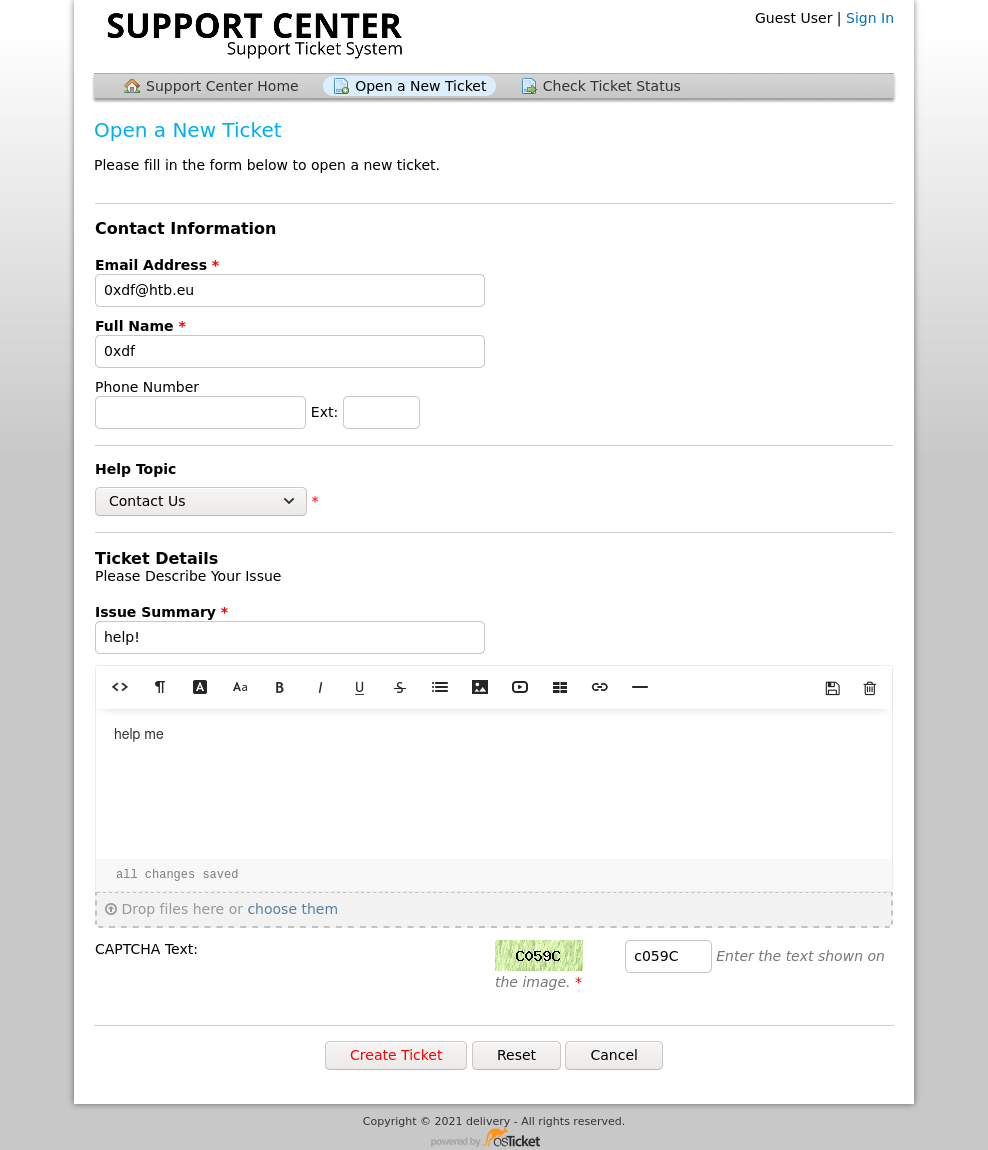 SUPPORT CENTER
Support Ticket System
Guest User | Sign In
Support Center Home Open a New Ticket Check Ticket Status
Open a New Ticket
Please fill in the form below to open a new ticket.
Contact Information
Email Address *
0xdf@htb.eu
Full Name *
0xdf
Phone Number
Ext:
Help Topic
Contact Us *
Ticket Details
Please Describe Your Issue
Issue Summary *
help!
<> ¶ A Aa B I U S
help me
all changes saved
Drop files here or choose them
CAPTCHA Text: C059C c059C Enter the text shown on
the image. *
Create Ticket Reset Cancel
Copyright © 2021 delivery - All rights reserved.
powered by osTicket